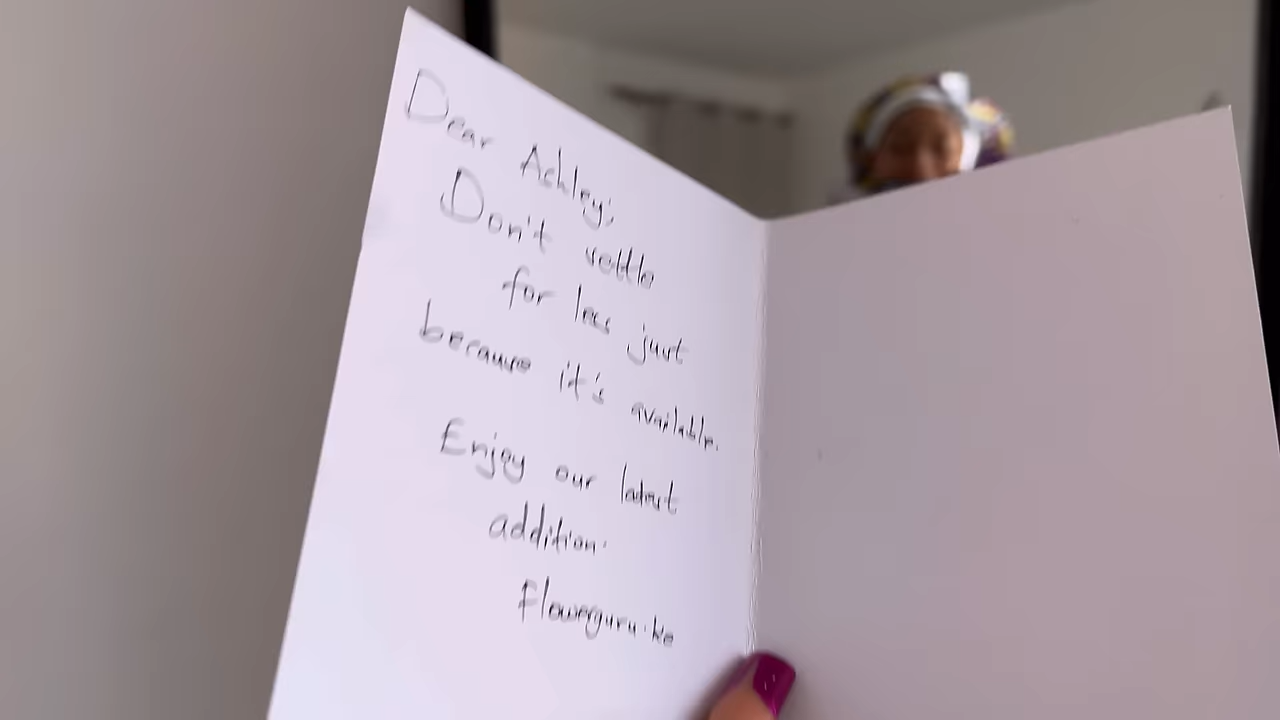 Dear Ashley;
Don't settle
for less just
because it's available.
Enjoy our latest
addition.
Flowerguru.ke